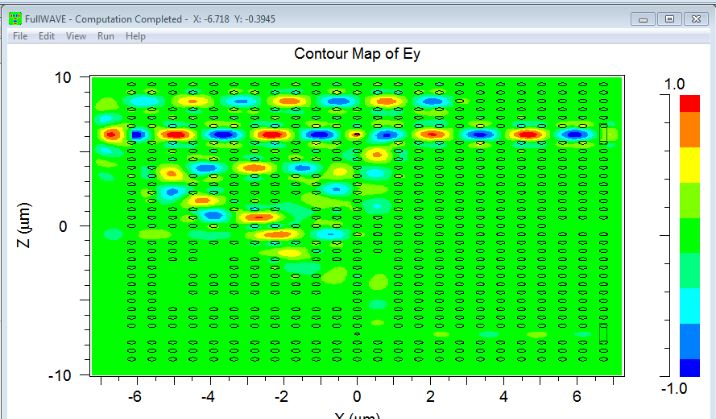 FullWAVE - Computation Completed - X: -6.718 Y: -0.3945
File Edit View Run Help
Contour Map of Ey
10
0
-10
Z (µm)
-6 -4 -2 0 2 4 6
X (µm)
1.0
-1.0